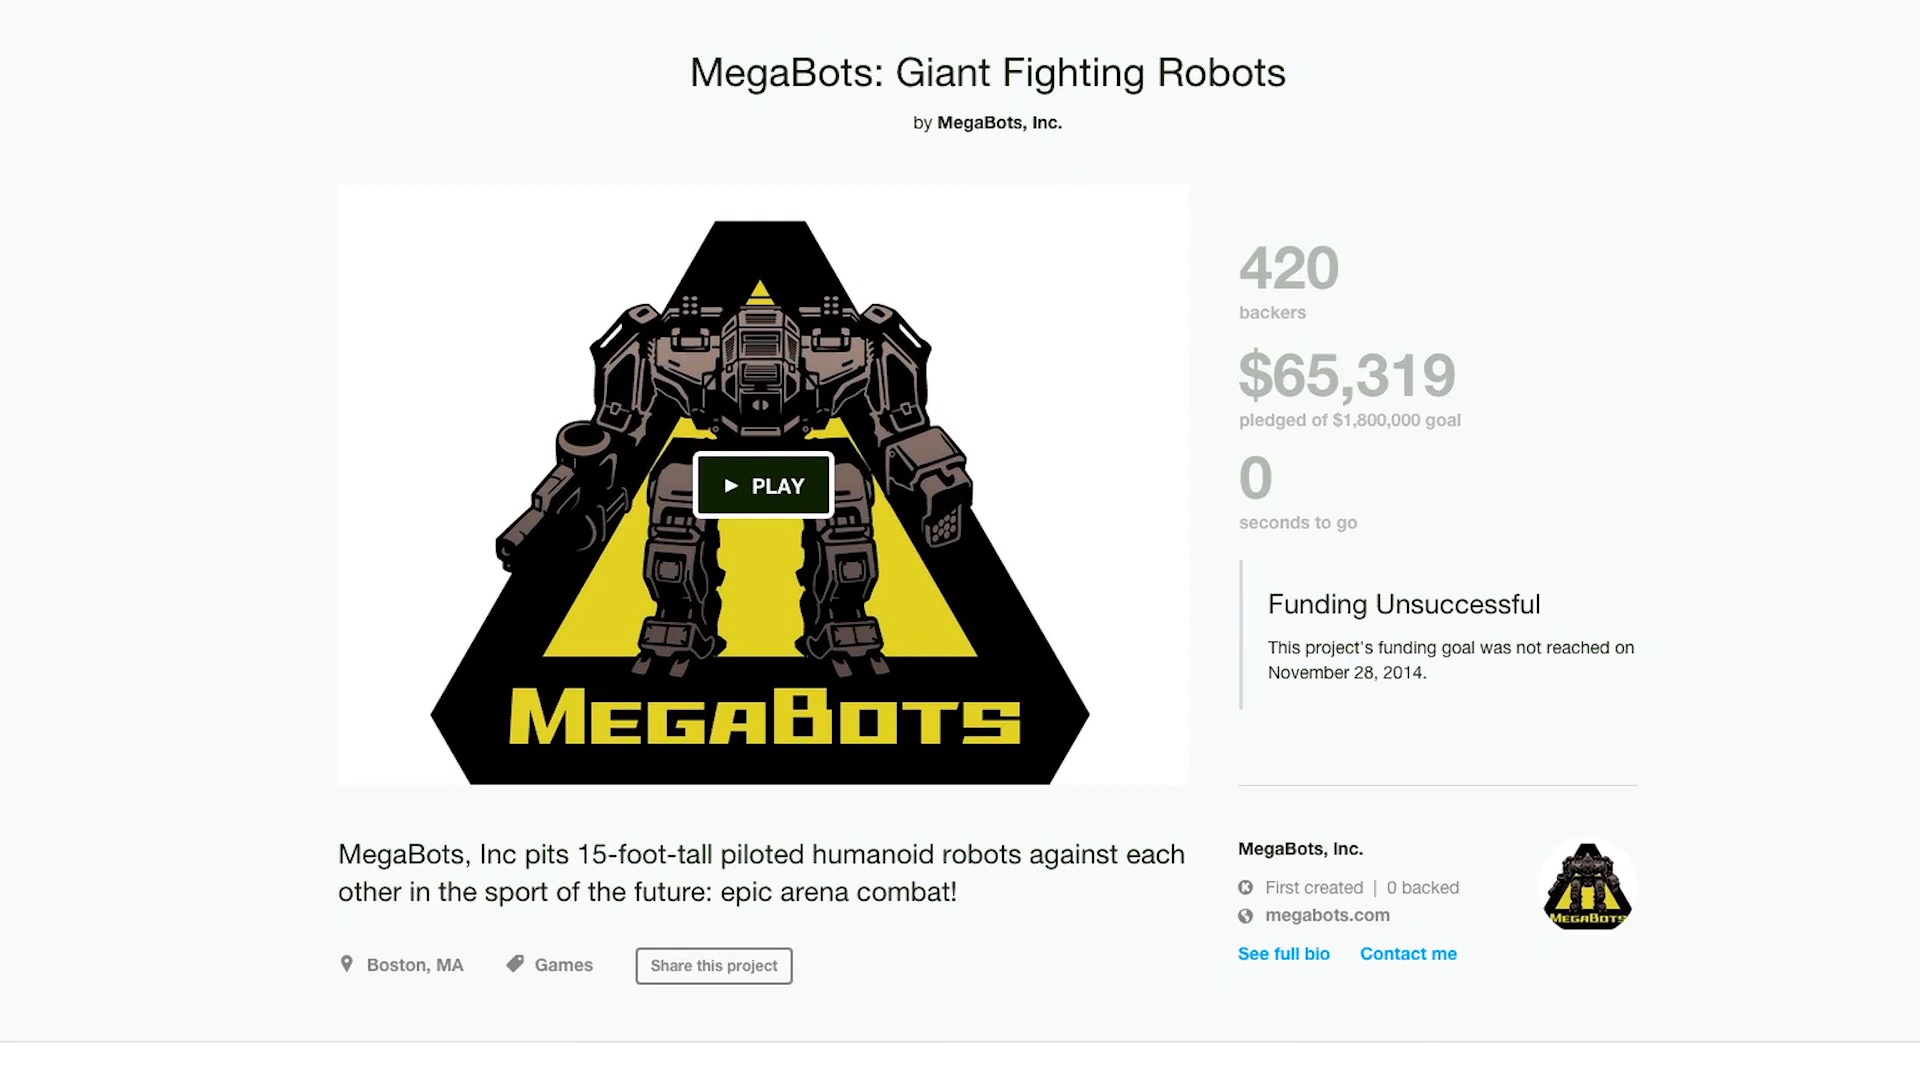 MegaBots: Giant Fighting Robots
by MegaBots, Inc.
PLAY
MEGABOTS
420
backers
$65,319
pledged of $1,800,000 goal
0
seconds to go
Funding Unsuccessful
This project's funding goal was not reached on
November 28, 2014.
MegaBots, Inc pits 15-foot-tall piloted humanoid robots against each
other in the sport of the future: epic arena combat!
Boston, MA
Games
Share this project
MegaBots, Inc.
First created | 0 backed
megabots.com
See full bio
Contact me
MEGABOTS